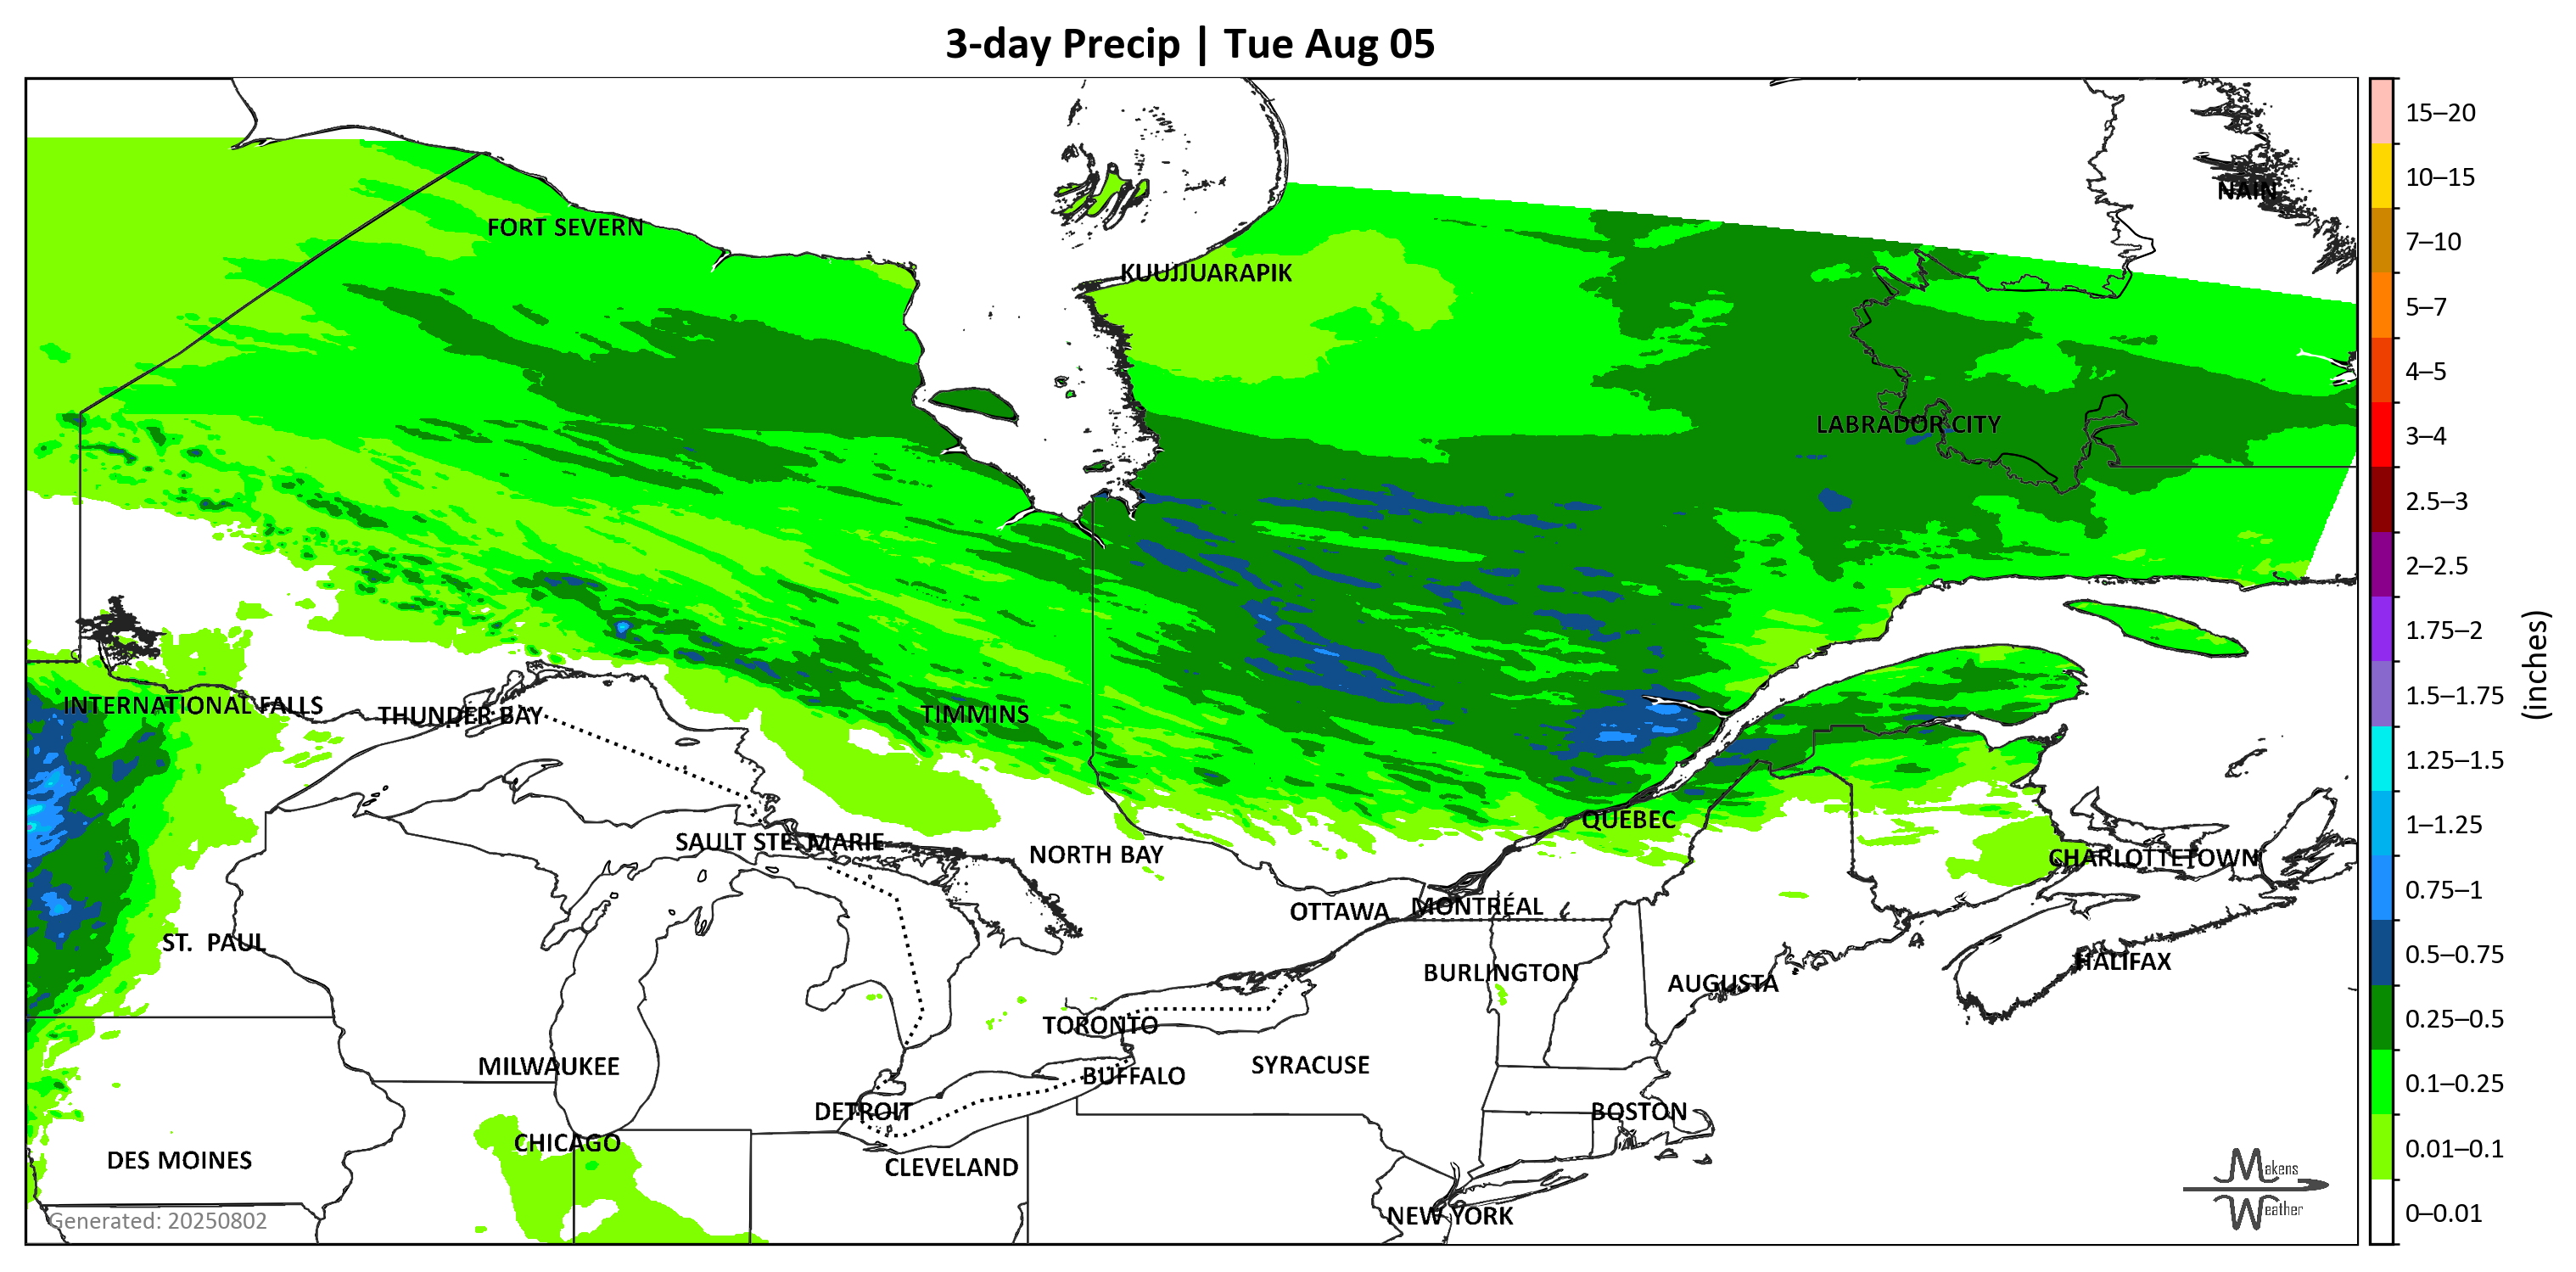 3-day Precip | Tue Aug 05
NAIN
FORT SEVERN
KUUJJUARAPIK
LABRADOR CITY
INTERNATIONAL FALLS
THUNDER BAY
TIMMINS
QUEBEC
SAULT STE. MARIE
NORTH BAY
CHARLOTTETOWN
OTTAWA
MONTRÉAL
ST. PAUL
HALIFAX
BURLINGTON
AUGUSTA
TORONTO
MILWAUKEE
SYRACUSE
BUFFALO
DETROIT
BOSTON
CHICAGO
DES MOINES
CLEVELAND
NEW YORK
Generated: 20250802
Makens
Weather
15–20
10–15
7–10
5–7
4–5
3–4
2.5–3
2–2.5
1.75–2
1.5–1.75
1.25–1.5
1–1.25
0.75–1
0.5–0.75
0.25–0.5
0.1–0.25
0.01–0.1
0–0.01
(inches)